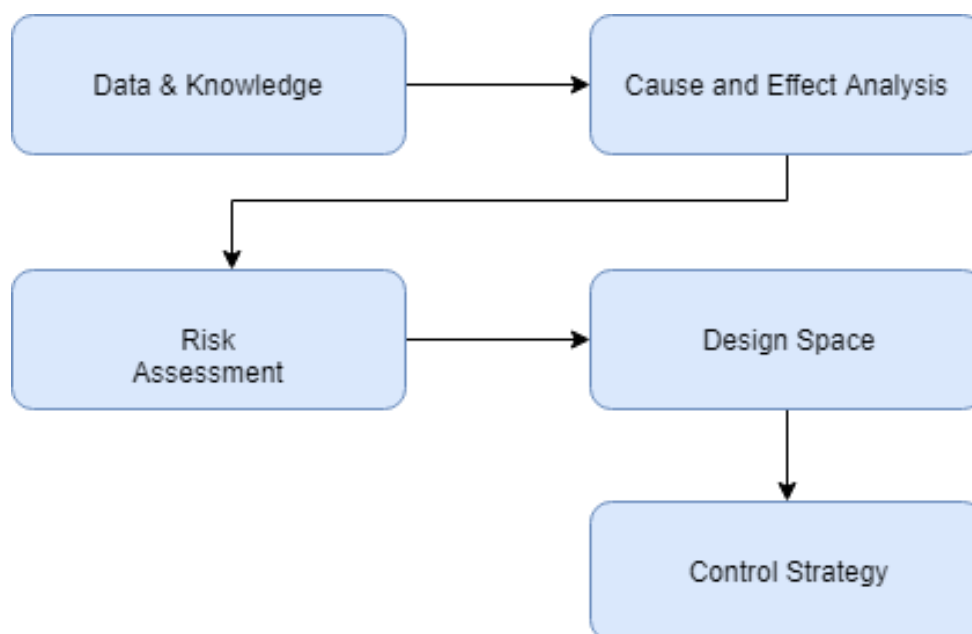 Data & Knowledge
Cause and Effect Analysis
Risk
Assessment
Design Space
Control Strategy